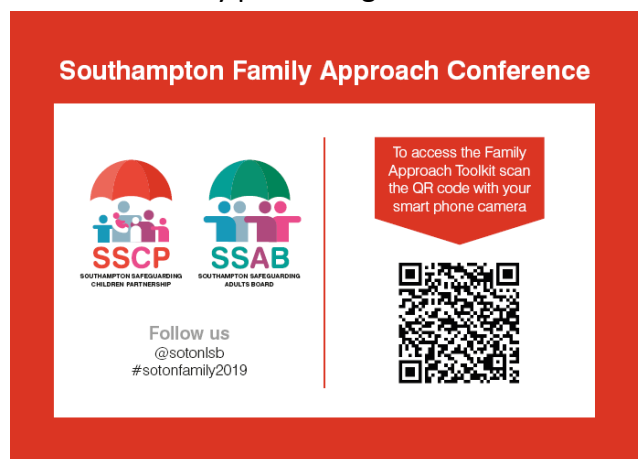 Southampton Family Approach Conference
SSCP
SOUTHAMPTON SAFEGUARDING
CHILDREN PARTNERSHIP
SSAB
SOUTHAMPTON SAFEGUARDING
ADULTS BOARD
Follow us
@sotonlsb
#sotonfamily2019
To access the Family
Approach Toolkit scan
the QR code with your
smart phone camera